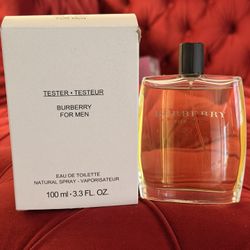 TESTER • TESTEUR
BURBERRY
FOR MEN
EAU DE TOILETTE
NATURAL SPRAY - VAPORISATEUR
100 ml • 3.3 FL. OZ.
BURBERRY